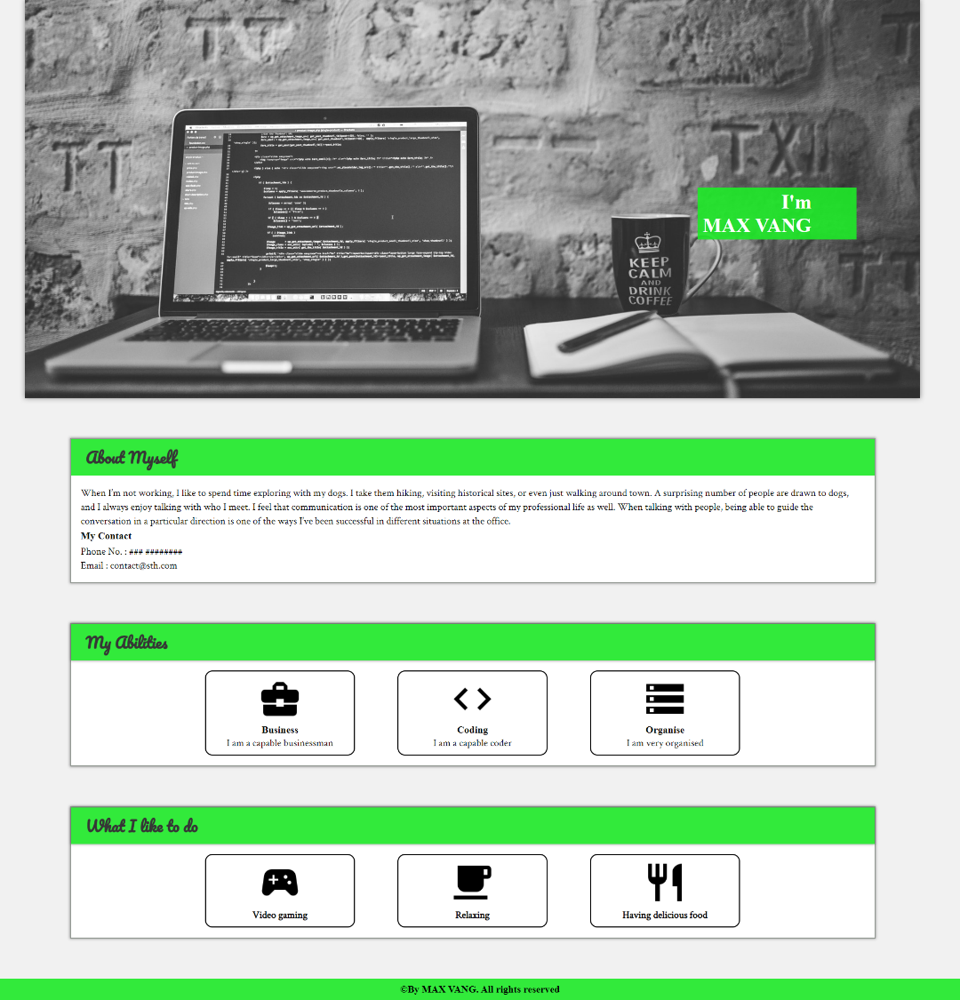 I'm
MAX VANG
KEEP
CALM
AND
DRINK
COFFEE
About Myself
When I'm not working, I like to spend time exploring with my dogs. I take them hiking, visiting historical sites, or even just walking around town. A surprising number of people are drawn to dogs,
and I always enjoy talking with who I meet. I feel that communication is one of the most important aspects of my professional life as well. When talking with people, being able to guide the
conversation in a particular direction is one of the ways I've been successful in different situations at the office.
My Contact
Phone No. : ### ########
Email : contact@sth.com
My Abilities
Business
I am a capable businessman
Coding
I am a capable coder
Organise
I am very organised
What I like to do
Video gaming
Relaxing
Having delicious food
©By MAX VANG. All rights reserved